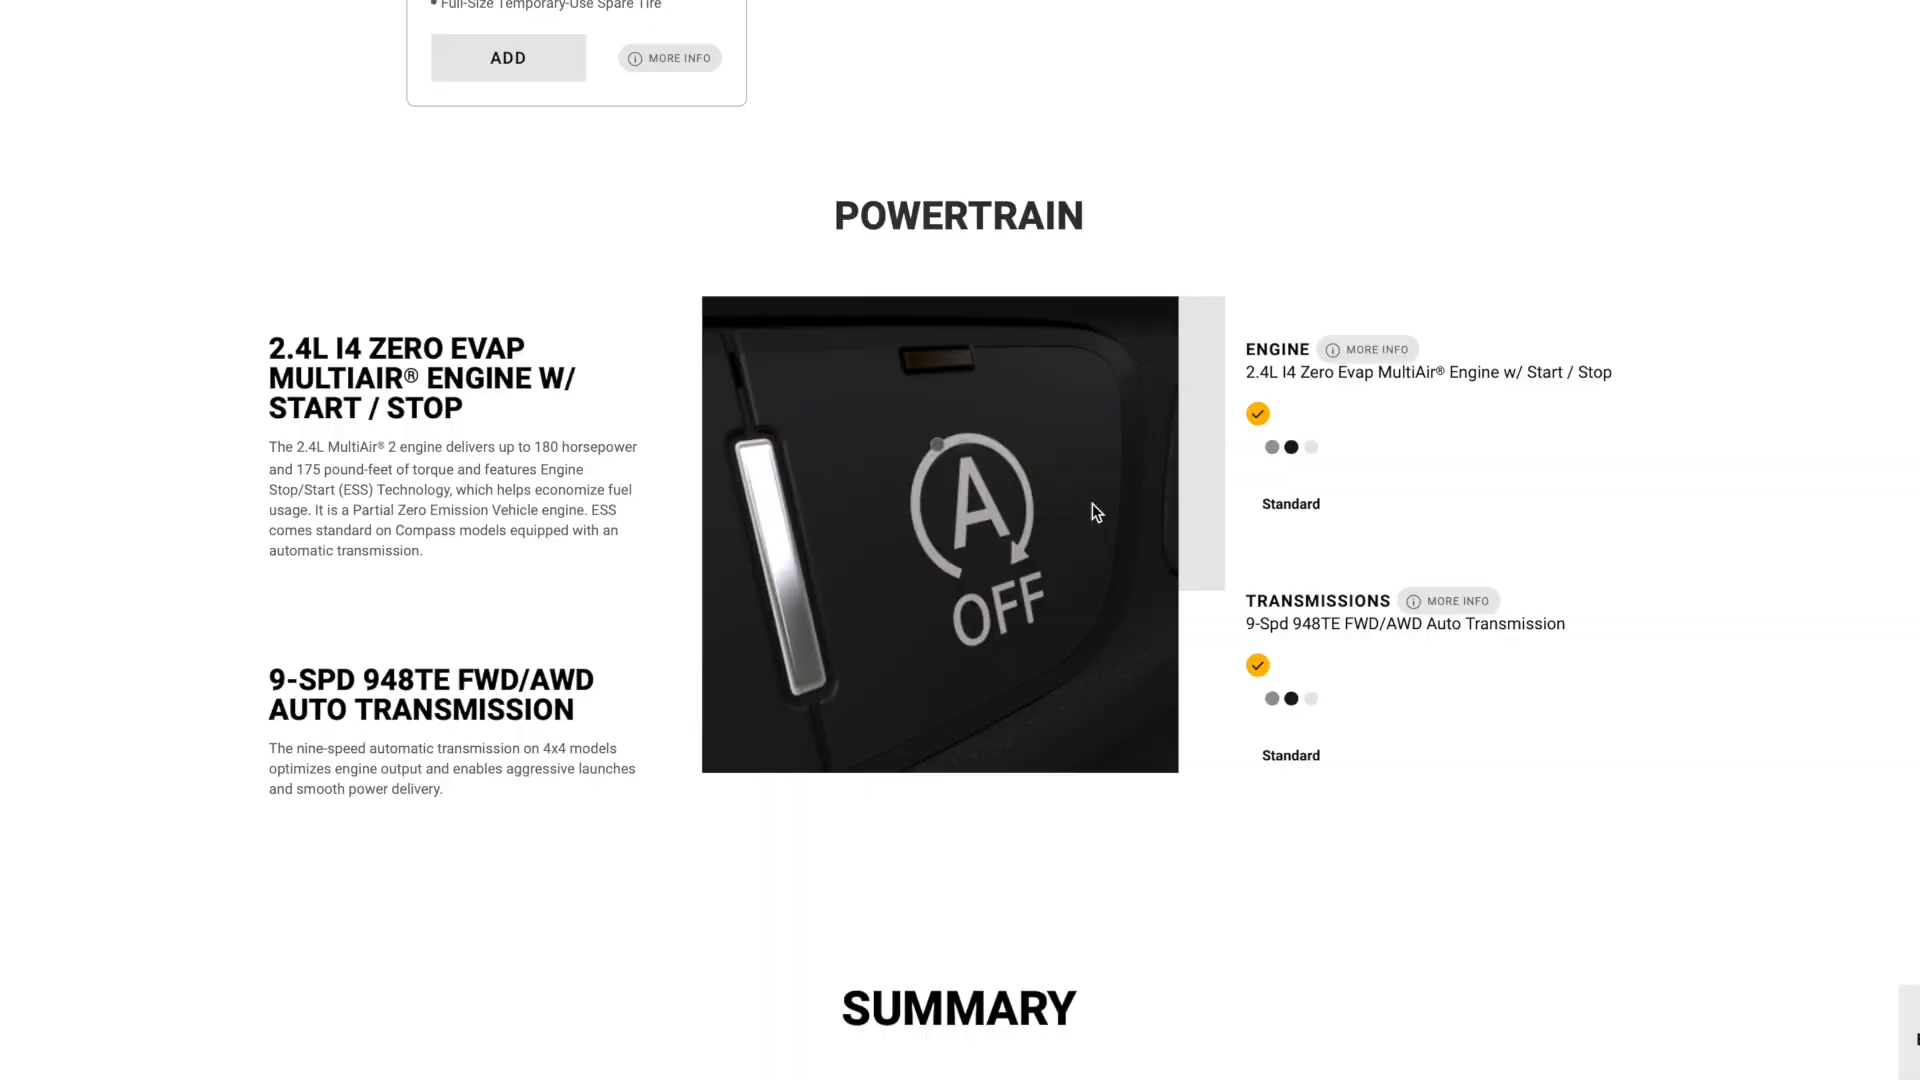 • Full-Size Temporary-Use Spare Tire
ADD
MORE INFO
POWERTRAIN
2.4L I4 ZERO EVAP
MULTIAIR® ENGINE W/
START / STOP
The 2.4L MultiAir® 2 engine delivers up to 180 horsepower
and 175 pound-feet of torque and features Engine
Stop/Start (ESS) Technology, which helps economize fuel
usage. It is a Partial Zero Emission Vehicle engine. ESS
comes standard on Compass models equipped with an
automatic transmission.
9-SPD 948TE FWD/AWD
AUTO TRANSMISSION
The nine-speed automatic transmission on 4x4 models
optimizes engine output and enables aggressive launches
and smooth power delivery.
A
OFF
ENGINE MORE INFO
2.4L I4 Zero Evap MultiAir® Engine w/ Start / Stop
Standard
TRANSMISSIONS MORE INFO
9-Spd 948TE FWD/AWD Auto Transmission
Standard
SUMMARY